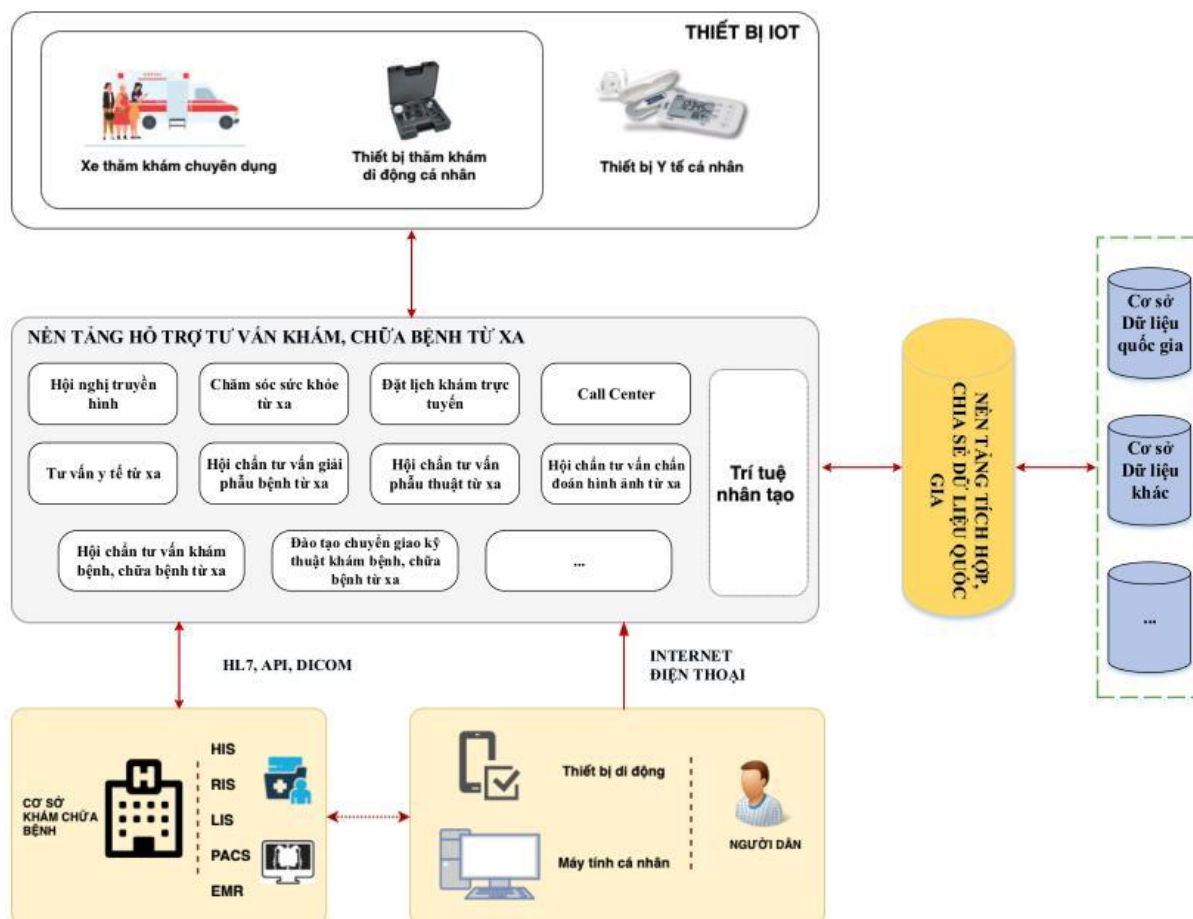 THIẾT BỊ IOT
Xe thăm khám chuyên dụng
Thiết bị thăm khám
di động cá nhân
Thiết bị Y tế cá nhân
NỀN TẢNG HỖ TRỢ TƯ VẤN KHÁM, CHỮA BỆNH TỪ XA
Hội nghị truyền
hình
Chăm sóc sức khỏe
từ xa
Đặt lịch khám trực
tuyến
Call Center
Tư vấn y tế từ xa
Hội chẩn tư vấn giải
phẫu bệnh từ xa
Hội chẩn tư vấn
phẫu thuật từ xa
Hội chẩn tư vấn chẩn
đoán hình ảnh từ xa
Hội chẩn tư vấn khám
bệnh, chữa bệnh từ xa
Đào tạo chuyển giao kỹ
thuật khám bệnh, chữa
bệnh từ xa
...
Trí tuệ
nhân tạo
NỀN TẢNG TÍCH HỢP,
CHIA SẺ DỮ LIỆU QUỐC
GIA
Cơ sở
Dữ liệu
quốc gia
Cơ sở
Dữ liệu
khác
...
HL7, API, DICOM
INTERNET
ĐIỆN THOẠI
CƠ SỞ
KHÁM CHỮA
BỆNH
H
HIS
RIS
LIS
PACS
EMR
Thiết bị di động
Máy tính cá nhân
NGƯỜI DÂN